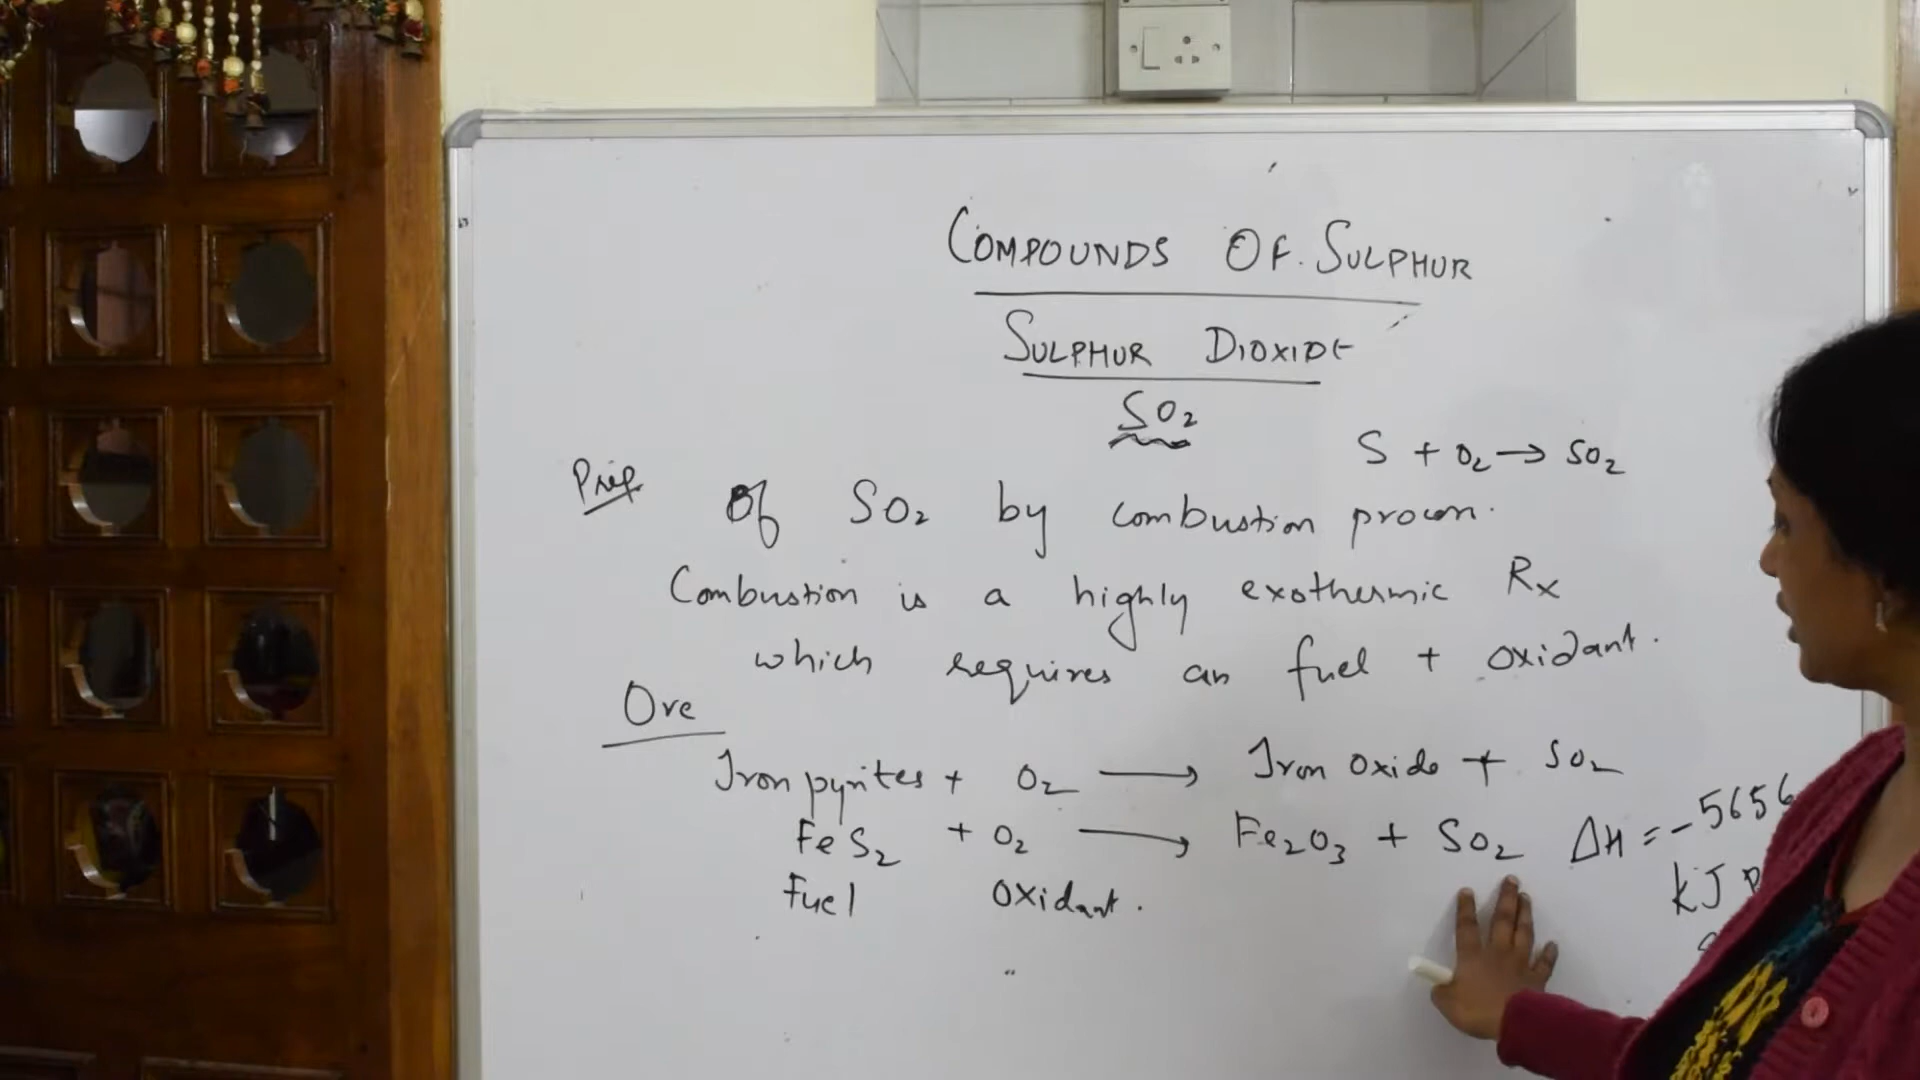 COMPOUNDS OF. SULPHUR
SULPHUR DIOXIDE
SO₂
S + O₂ → SO₂
Prep Of SO₂ by combustion process.
Combustion is a highly exothermic Rx
which requires an fuel + oxidant.
Ore
Iron pyrites + O₂ → Iron oxide + SO₂
FeS₂ + O₂ → Fe₂O₃ + SO₂ ΔH = -5656
Fuel Oxidant. kJ